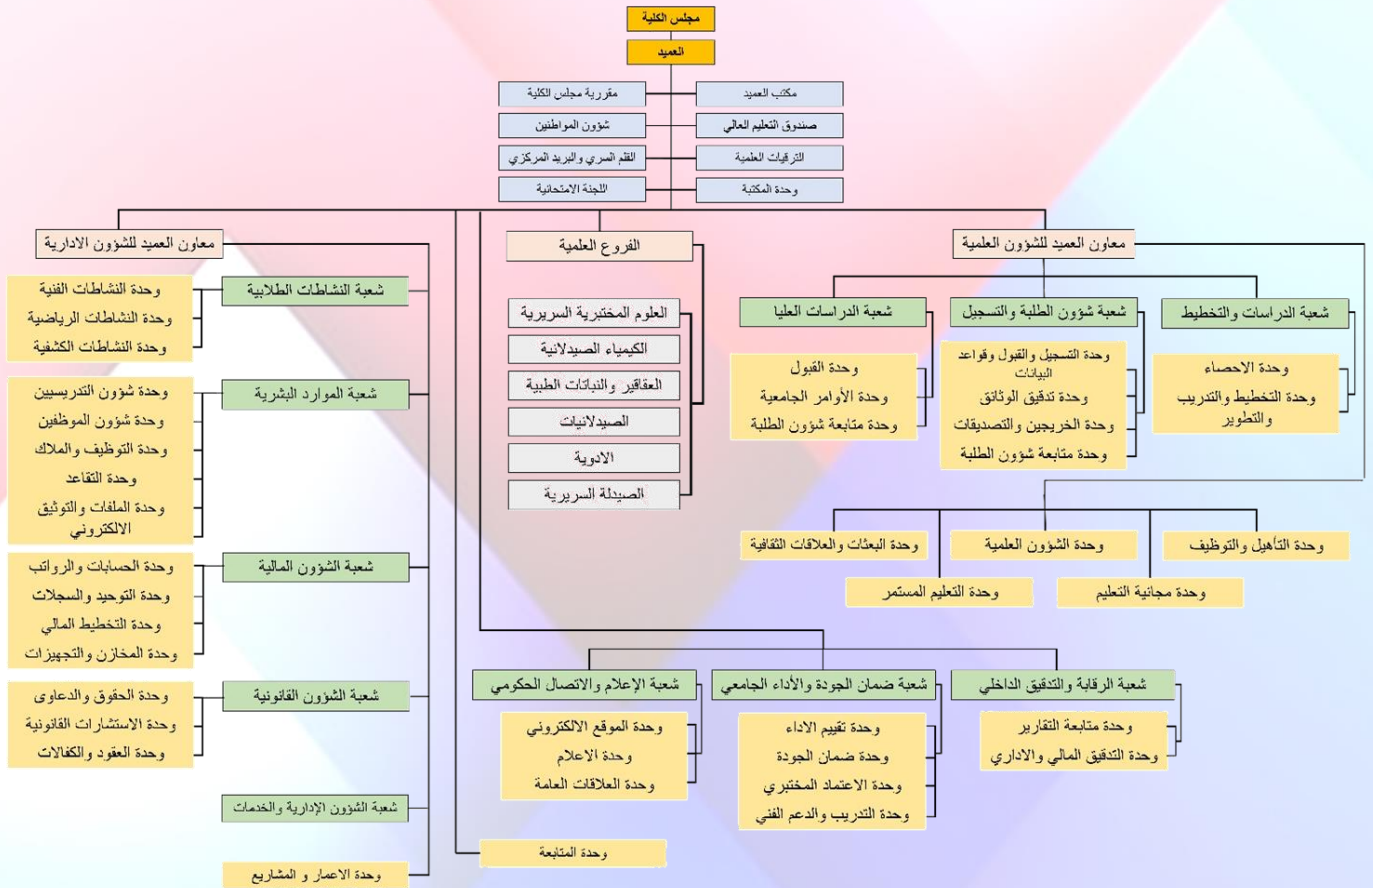 مجلس الكلية
العميد
مكتب العميد
مقررية مجلس الكلية
صندوق التعليم العالي
شؤون المواطنين
الترقيات العلمية
القلم السري والبريد المركزي
وحدة المكتبة
اللجنة الامتحانية
معاون العميد للشؤون العلمية
شعبة الدراسات والتخطيط
وحدة الاحصاء
وحدة التخطيط والتدريب
والتطوير
شعبة شؤون الطلبة والتسجيل
وحدة التسجيل والقبول وقواعد
البيانات
وحدة تدقيق الوثائق
وحدة الخريجين والتصديقات
وحدة متابعة شؤون الطلبة
شعبة الدراسات العليا
وحدة القبول
وحدة الأوامر الجامعية
وحدة متابعة شؤون الطلبة
وحدة التأهيل والتوظيف
وحدة الشؤون العلمية
وحدة البعثات والعلاقات الثقافية
وحدة مجانية التعليم
وحدة التعليم المستمر
الفروع العلمية
العلوم المختبرية السريرية
الكيمياء الصيدلانية
العقاقير والنباتات الطبية
الصيدلانيات
الادوية
الصيدلة السريرية
شعبة الرقابة والتدقيق الداخلي
وحدة متابعة التقارير
وحدة التدقيق المالي والاداري
شعبة ضمان الجودة والأداء الجامعي
وحدة تقييم الاداء
وحدة ضمان الجودة
وحدة الاعتماد المختبري
وحدة التدريب والدعم الفني
شعبة الإعلام والاتصال الحكومي
وحدة الموقع الالكتروني
وحدة الاعلام
وحدة العلاقات العامة
وحدة المتابعة
معاون العميد للشؤون الادارية
شعبة النشاطات الطلابية
وحدة النشاطات الفنية
وحدة النشاطات الرياضية
وحدة النشاطات الكشفية
شعبة الموارد البشرية
وحدة شؤون التدريسيين
وحدة شؤون الموظفين
وحدة التوظيف والملاك
وحدة التقاعد
وحدة الملفات والتوثيق
الالكتروني
شعبة الشؤون المالية
وحدة الحسابات والرواتب
وحدة التوحيد والسجلات
وحدة التخطيط المالي
وحدة المخازن والتجهيزات
شعبة الشؤون القانونية
وحدة الحقوق والدعاوى
وحدة الاستشارات القانونية
وحدة العقود والكفالات
شعبة الشؤون الإدارية والخدمات
وحدة الاعمار و المشاريع